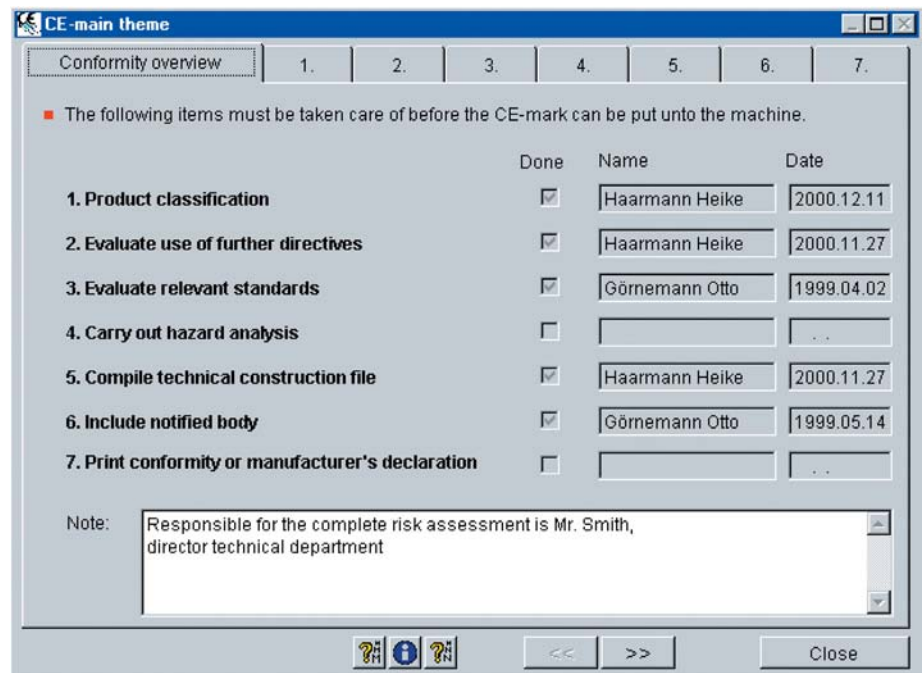 CE-main theme
Conformity overview 1. 2. 3. 4. 5. 6. 7.
The following items must be taken care of before the CE-mark can be put unto the machine.
Done Name Date
1. Product classification Haarmann Heike 2000.12.11
2. Evaluate use of further directives Haarmann Heike 2000.11.27
3. Evaluate relevant standards Görnemann Otto 1999.04.02
4. Carry out hazard analysis . .
5. Compile technical construction file Haarmann Heike 2000.11.27
6. Include notified body Görnemann Otto 1999.05.14
7. Print conformity or manufacturer's declaration . .
Note: Responsible for the complete risk assessment is Mr. Smith,
director technical department
<< >> Close